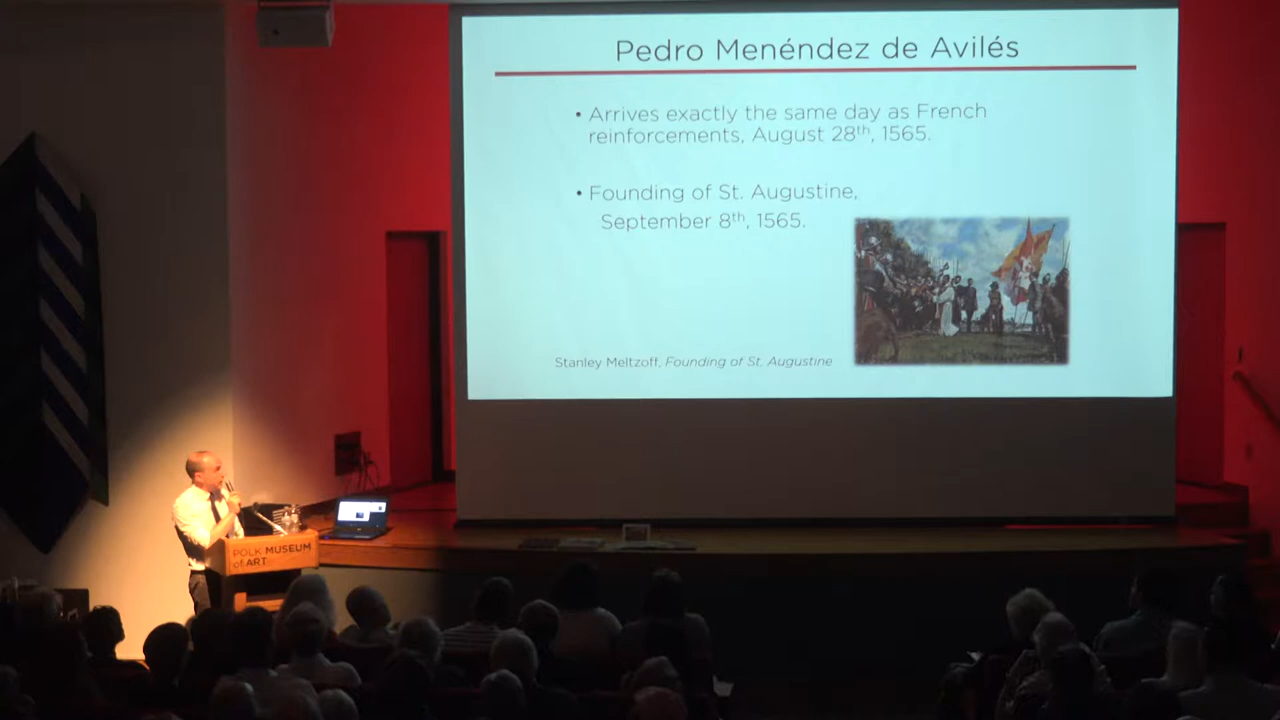 Pedro Menéndez de Avilés
• Arrives exactly the same day as French
reinforcements, August 28th, 1565.
• Founding of St. Augustine,
September 8th, 1565.
Stanley Meltzoff, Founding of St. Augustine
POLK MUSEUM
of ART